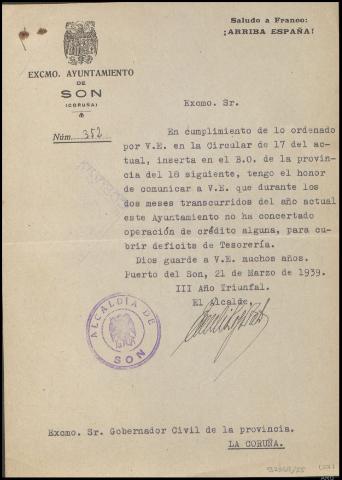 Saludo a Franco:
¡ARRIBA ESPAÑA!
EXCMO. AYUNTAMIENTO
DE
SON
(CORUÑA)
Núm. 352
Excmo. Sr.
En cumplimiento de lo ordenado
por V.E. en la Circular de 17 del ac-
tual, inserta en el B.O. de la provin-
cia del 18 siguiente, tengo el honor
de comunicar a V.E. que durante los
dos meses transcurridos del año actual
este Ayuntamiento no ha concertado
operación de crédito alguna, para cu-
brir deficits de Tesorería.
Dios guarde a V.E. muchos años.
Puerto del Son, 21 de Marzo de 1939.
III Año Triunfal.
El Alcalde,
ALCALDÍA DE
SON
Excmo. Sr. Gobernador Civil de la provincia.
LA CORUÑA.